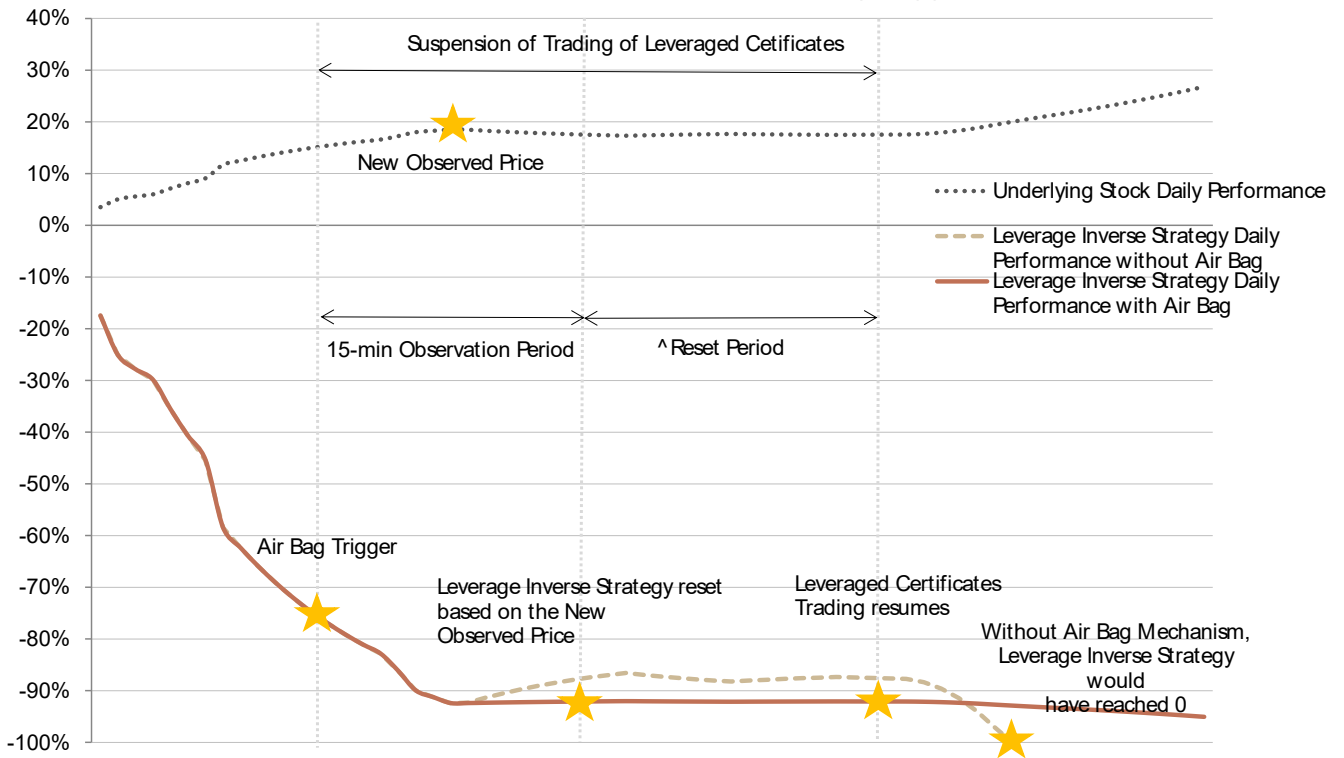 40%
Suspension of Trading of Leveraged Cetificates
30%
20%
New Observed Price
10%
Underlying Stock Daily Performance
0%
Leverage Inverse Strategy Daily
Performance without Air Bag
-10%
Leverage Inverse Strategy Daily
Performance with Air Bag
-20%
15-min Observation Period
^Reset Period
-30%
-40%
-50%
-60%
Air Bag Trigger
-70%
Leverage Inverse Strategy reset
based on the New
Observed Price
Leveraged Certificates
Trading resumes
-80%
Without Air Bag Mechanism,
Leverage Inverse Strategy
would
have reached 0
-90%
-100%